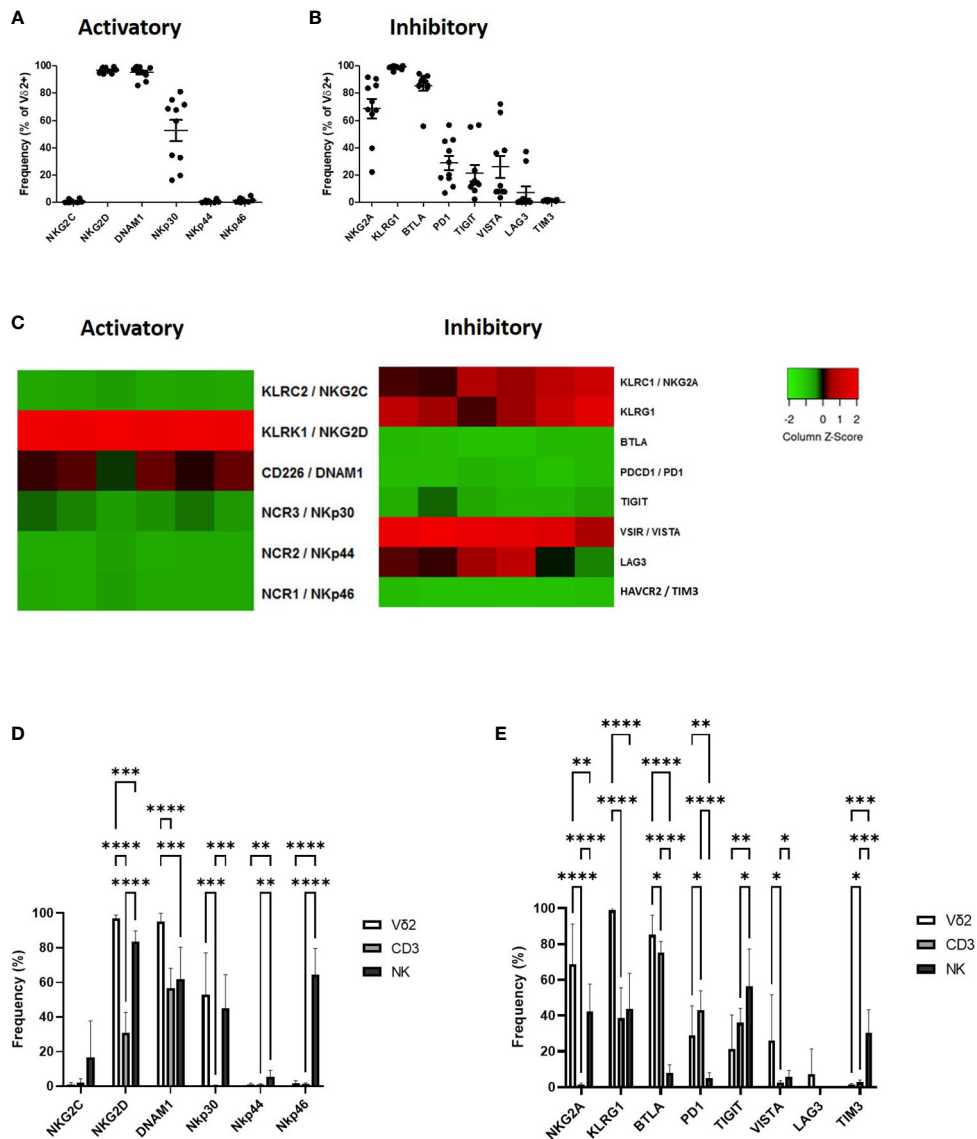 A
Activatory
Frequency (% of Vδ2+)
100
80
60
40
20
0
NKG2C
NKG2D
DNAM1
NKp30
NKp44
NKp46
B
Inhibitory
Frequency (% of Vδ2+)
100
80
60
40
20
0
NKG2A
KLRG1
BTLA
PD1
TIGIT
VISTA
LAG3
TIM3
C
Activatory
KLRC2 / NKG2C
KLRK1 / NKG2D
CD226 / DNAM1
NCR3 / NKp30
NCR2 / NKp44
NCR1 / NKp46
Inhibitory
KLRC1 / NKG2A
KLRG1
BTLA
PDCD1 / PD1
TIGIT
VSIR / VISTA
LAG3
HAVCR2 / TIM3
-2 0 1 2
Column Z-Score
D
*** **** *** ** ****
**** *** *** ** ****
****
Frequency (%)
100
80
60
40
20
0
NKG2C
NKG2D
DNAM1
Nkp30
Nkp44
Nkp46
Vδ2
CD3
NK
E
**** **
** **** ***
**** **** **** **** ** * ***
**** * * * * *
Frequency (%)
100
80
60
40
20
0
NKG2A
KLRG1
BTLA
PD1
TIGIT
VISTA
LAG3
TIM3
Vδ2
CD3
NK